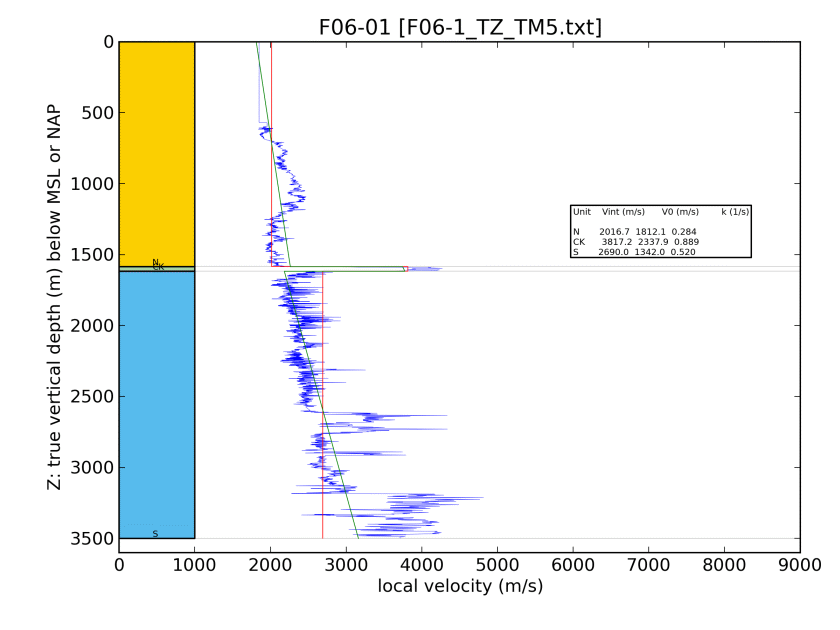 F06-01 [F06-1_TZ_TM5.txt]
Z: true vertical depth (m) below MSL or NAP
0
500
1000
1500
2000
2500
3000
3500
N
CK
S
Unit Vint (m/s) V0 (m/s) k (1/s)
N 2016.7 1812.1 0.284
CK 3817.2 2337.9 0.889
S 2690.0 1342.0 0.520
0 1000 2000 3000 4000 5000 6000 7000 8000 9000
local velocity (m/s)